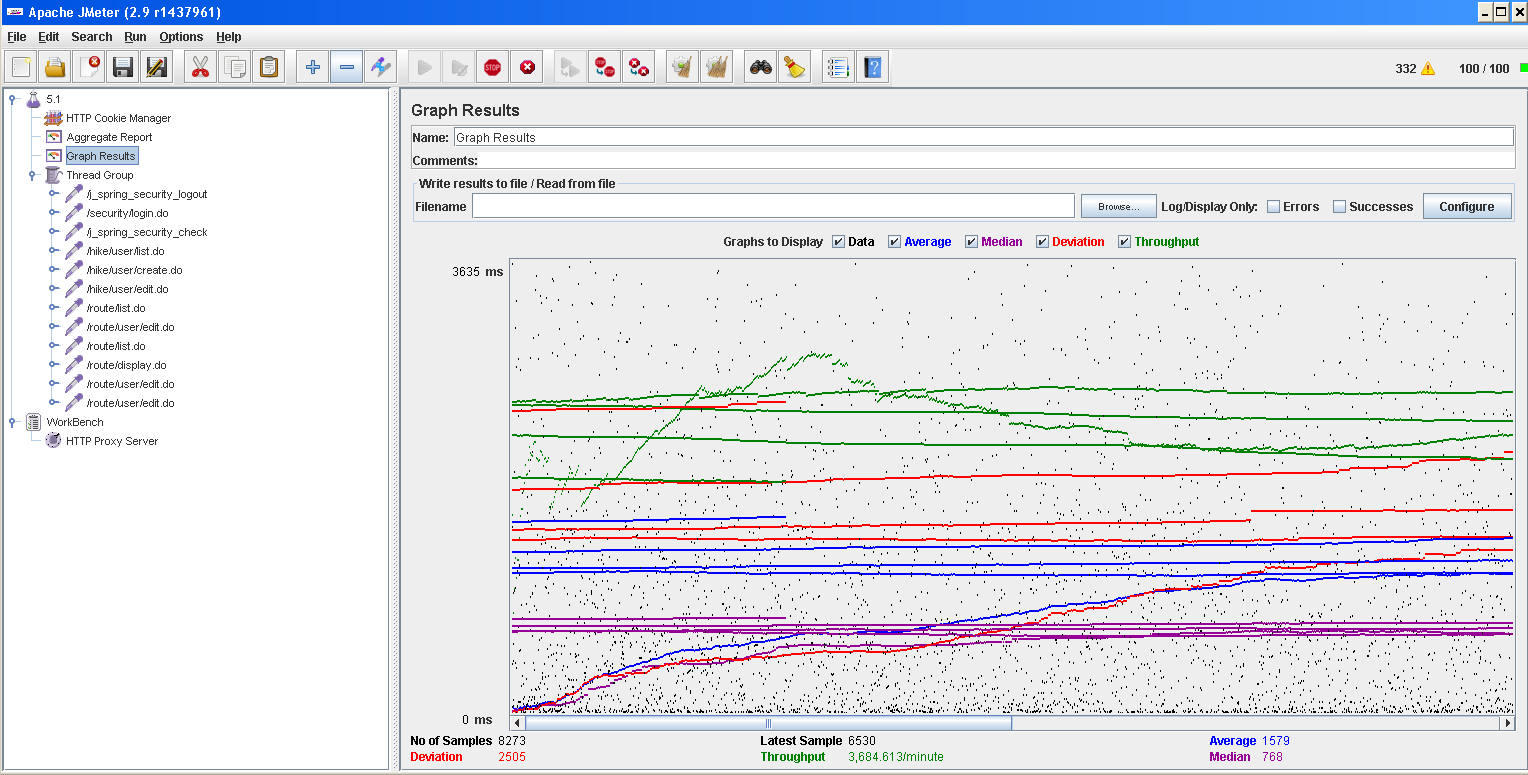 Apache JMeter (2.9 r1437961)
File Edit Search Run Options Help
STOP STOP STOP 332 100 / 100
5.1
HTTP Cookie Manager
Aggregate Report
Graph Results
Thread Group
/j_spring_security_logout
/security/login.do
/j_spring_security_check
/hike/user/list.do
/hike/user/create.do
/hike/user/edit.do
/route/list.do
/route/user/edit.do
/route/list.do
/route/display.do
/route/user/edit.do
/route/user/edit.do
WorkBench
HTTP Proxy Server
Graph Results
Name: Graph Results
Comments:
Write results to file / Read from file
Filename Browse... Log/Display Only: Errors Successes Configure
Graphs to Display Data Average Median Deviation Throughput
3635 ms
0 ms
No of Samples 8273 Latest Sample 6530 Average 1579
Deviation 2505 Throughput 3,684.613/minute Median 768